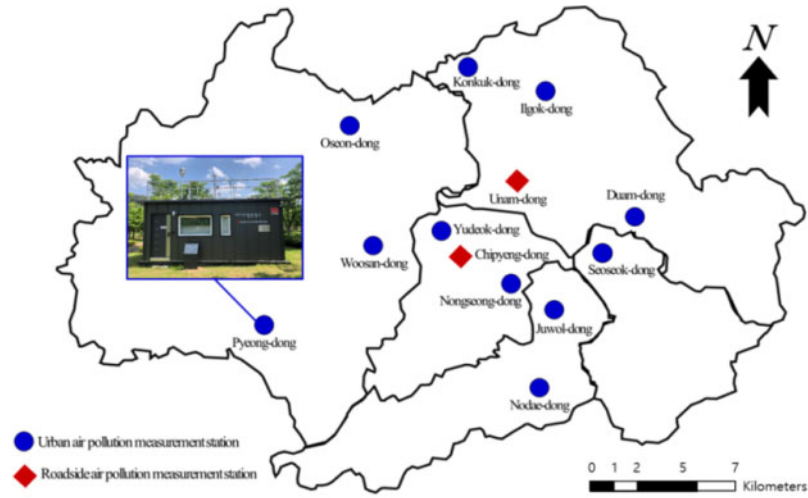 N
Konkuk-dong
Ilgok-dong
Oseon-dong
Unam-dong
Duam-dong
Yudeok-dong
Woosan-dong
Chipyeng-dong
Seoseok-dong
Nongseong-dong
Juwol-dong
Pyeong-dong
Nodae-dong
Urban air pollution measurement station
Roadside air pollution measurement station
0 1 2 5 7
Kilometers